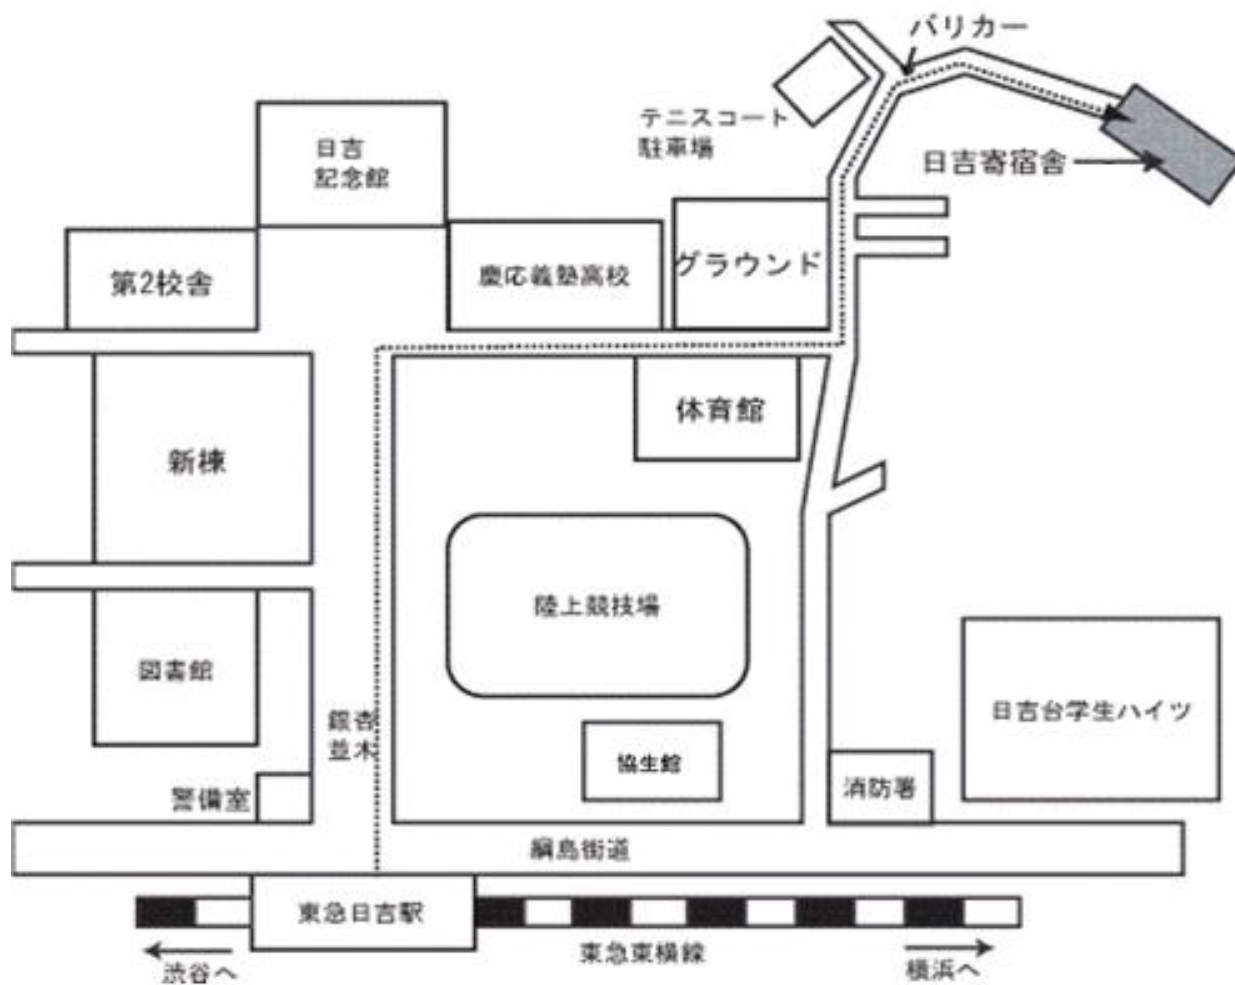 バリカー
テニスコート
駐車場
日吉
記念館
日吉寄宿舎
第2校舎
慶応義塾高校
グラウンド
体育館
新棟
陸上競技場
図書館
日吉台学生ハイツ
銀杏
並木
協生館
警備室
消防署
綱島街道
東急日吉駅
東急東横線
渋谷へ
横浜へ